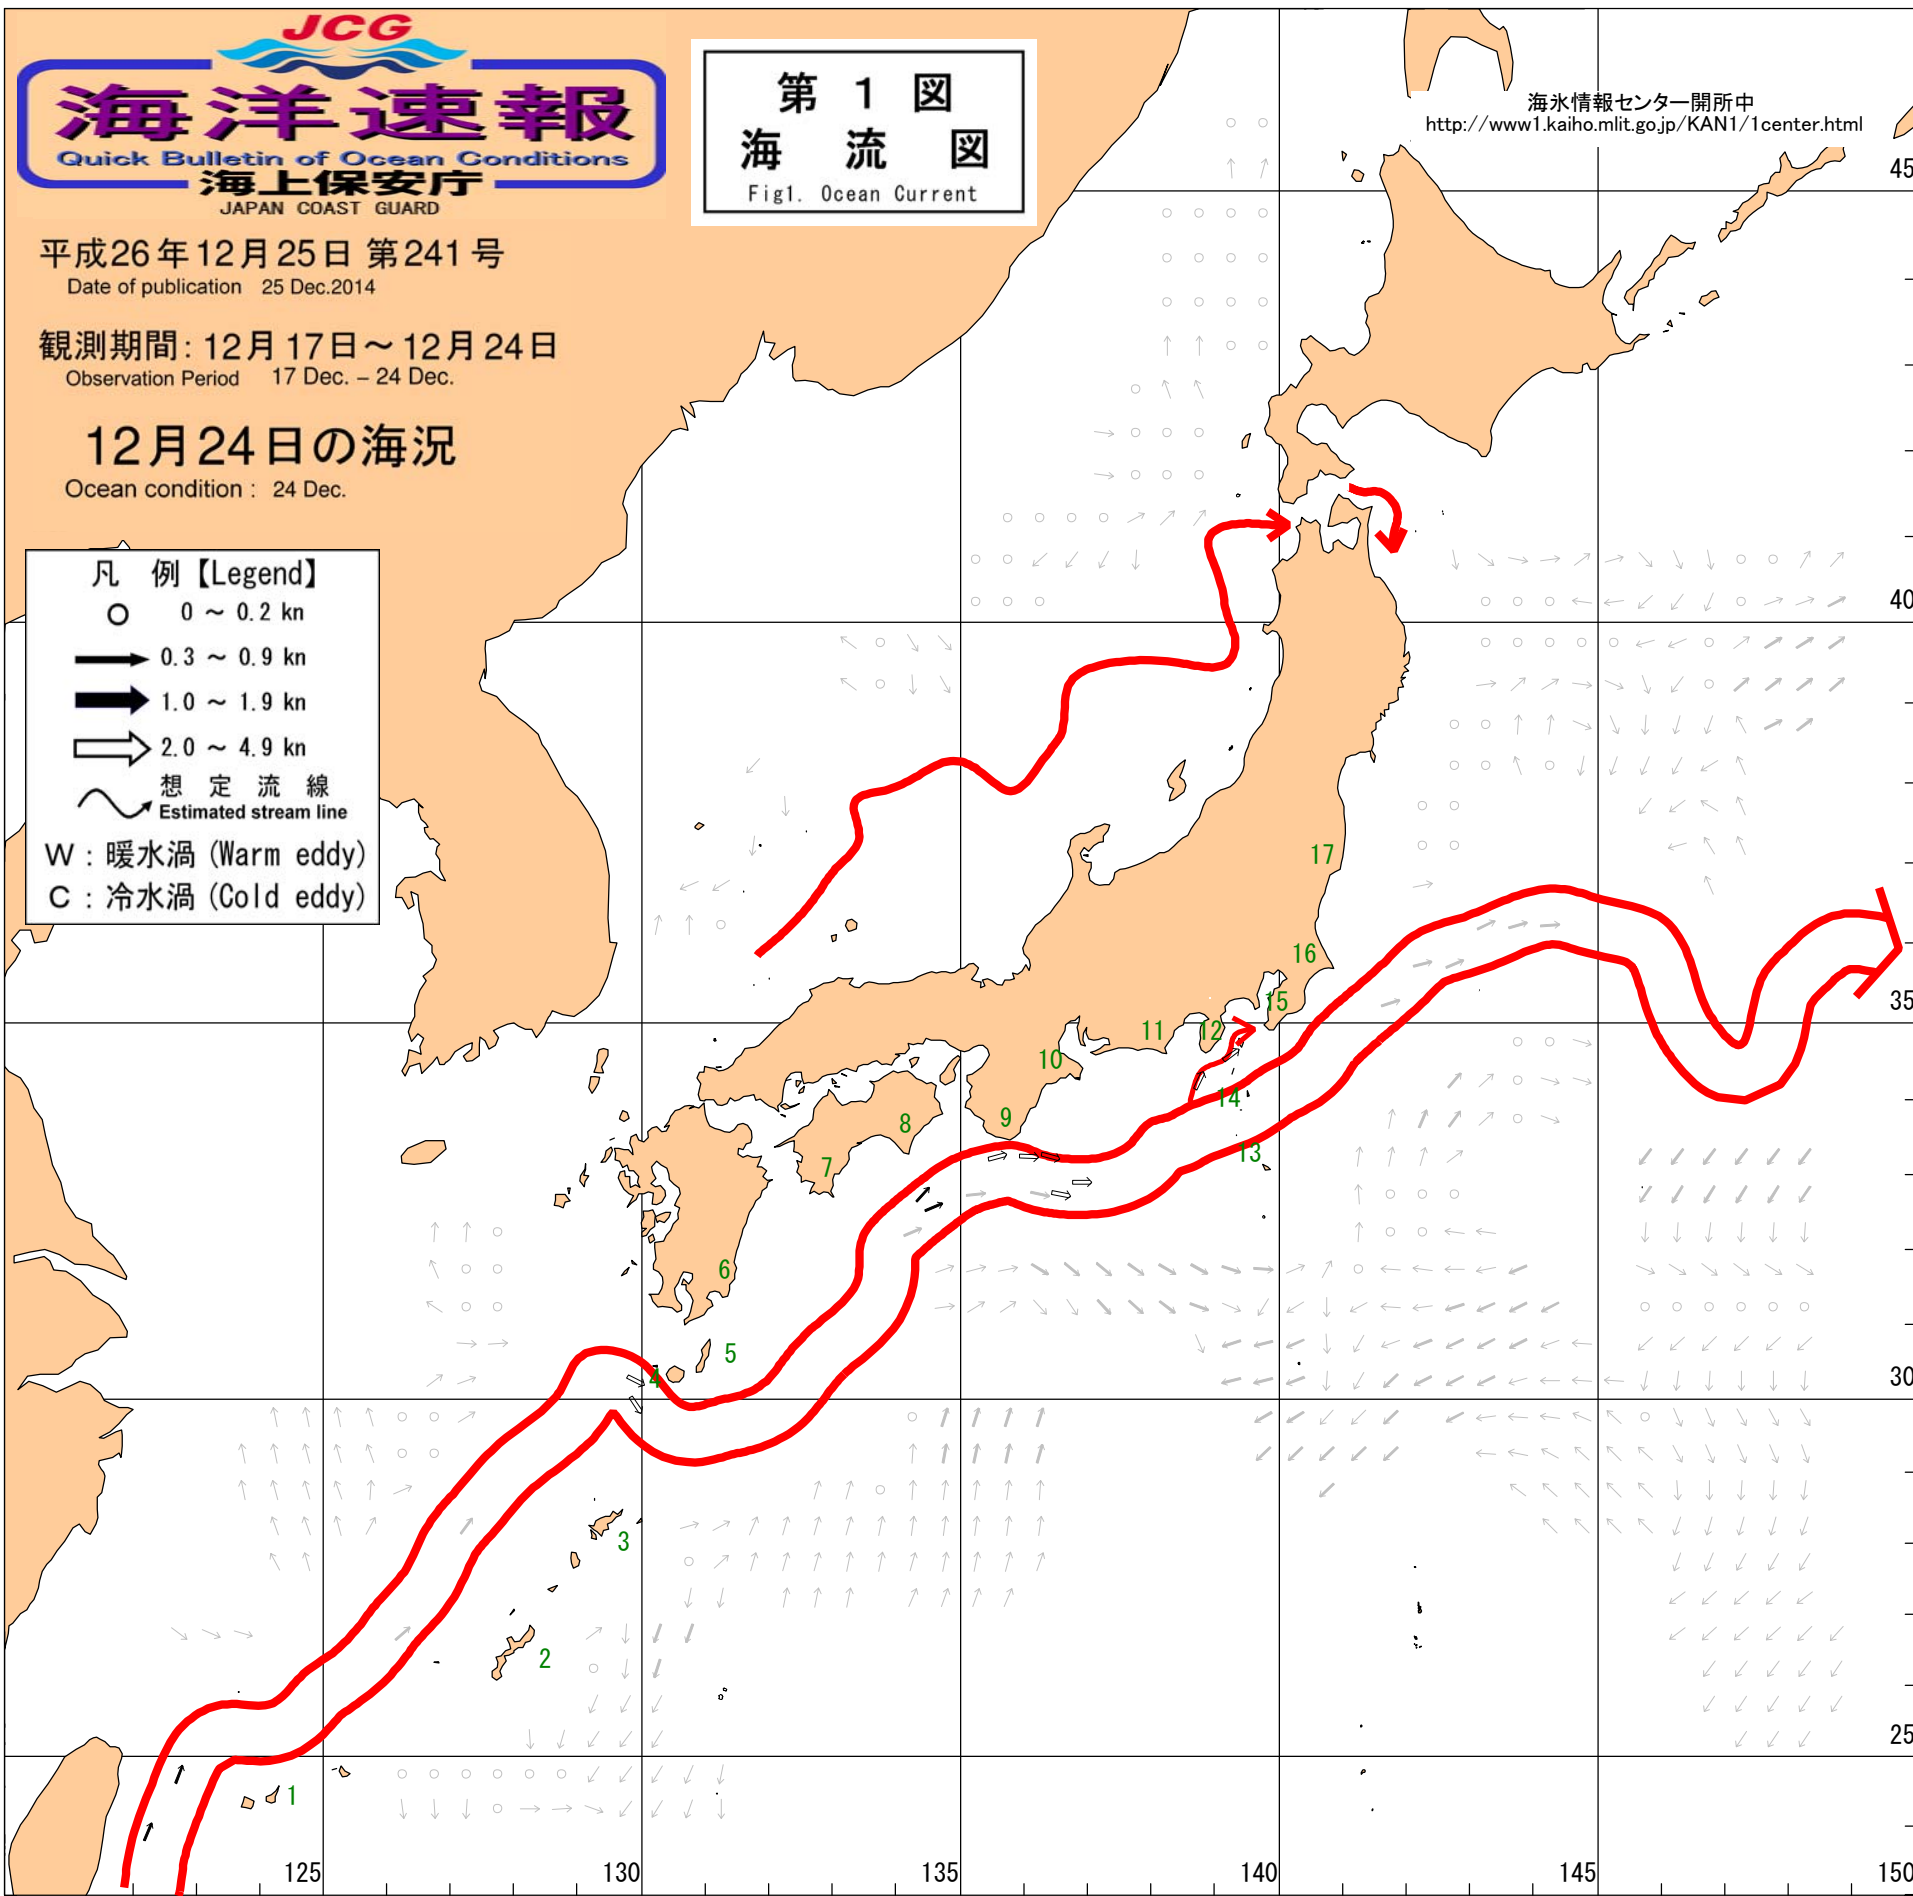 JCG
海洋速報
Quick Bulletin of Ocean Conditions
海上保安庁
JAPAN COAST GUARD
第 1 図
海 流 図
Fig1. Ocean Current
海氷情報センター開所中
http://www1.kaiho.mlit.go.jp/KAN1/1center.html
平成26年12月25日 第241号
Date of publication 25 Dec.2014
観測期間: 12月17日～12月24日
Observation Period 17 Dec. – 24 Dec.
12月24日の海況
Ocean condition : 24 Dec.
凡 例【Legend】
0 ～ 0.2 kn
0.3 ～ 0.9 kn
1.0 ～ 1.9 kn
2.0 ～ 4.9 kn
想 定 流 線
Estimated stream line
W : 暖水渦 (Warm eddy)
C : 冷水渦 (Cold eddy)
45
40
35
30
25
125
130
135
140
145
150
17
16
15
12
11
10
14
9
8
13
7
6
5
4
3
2
1